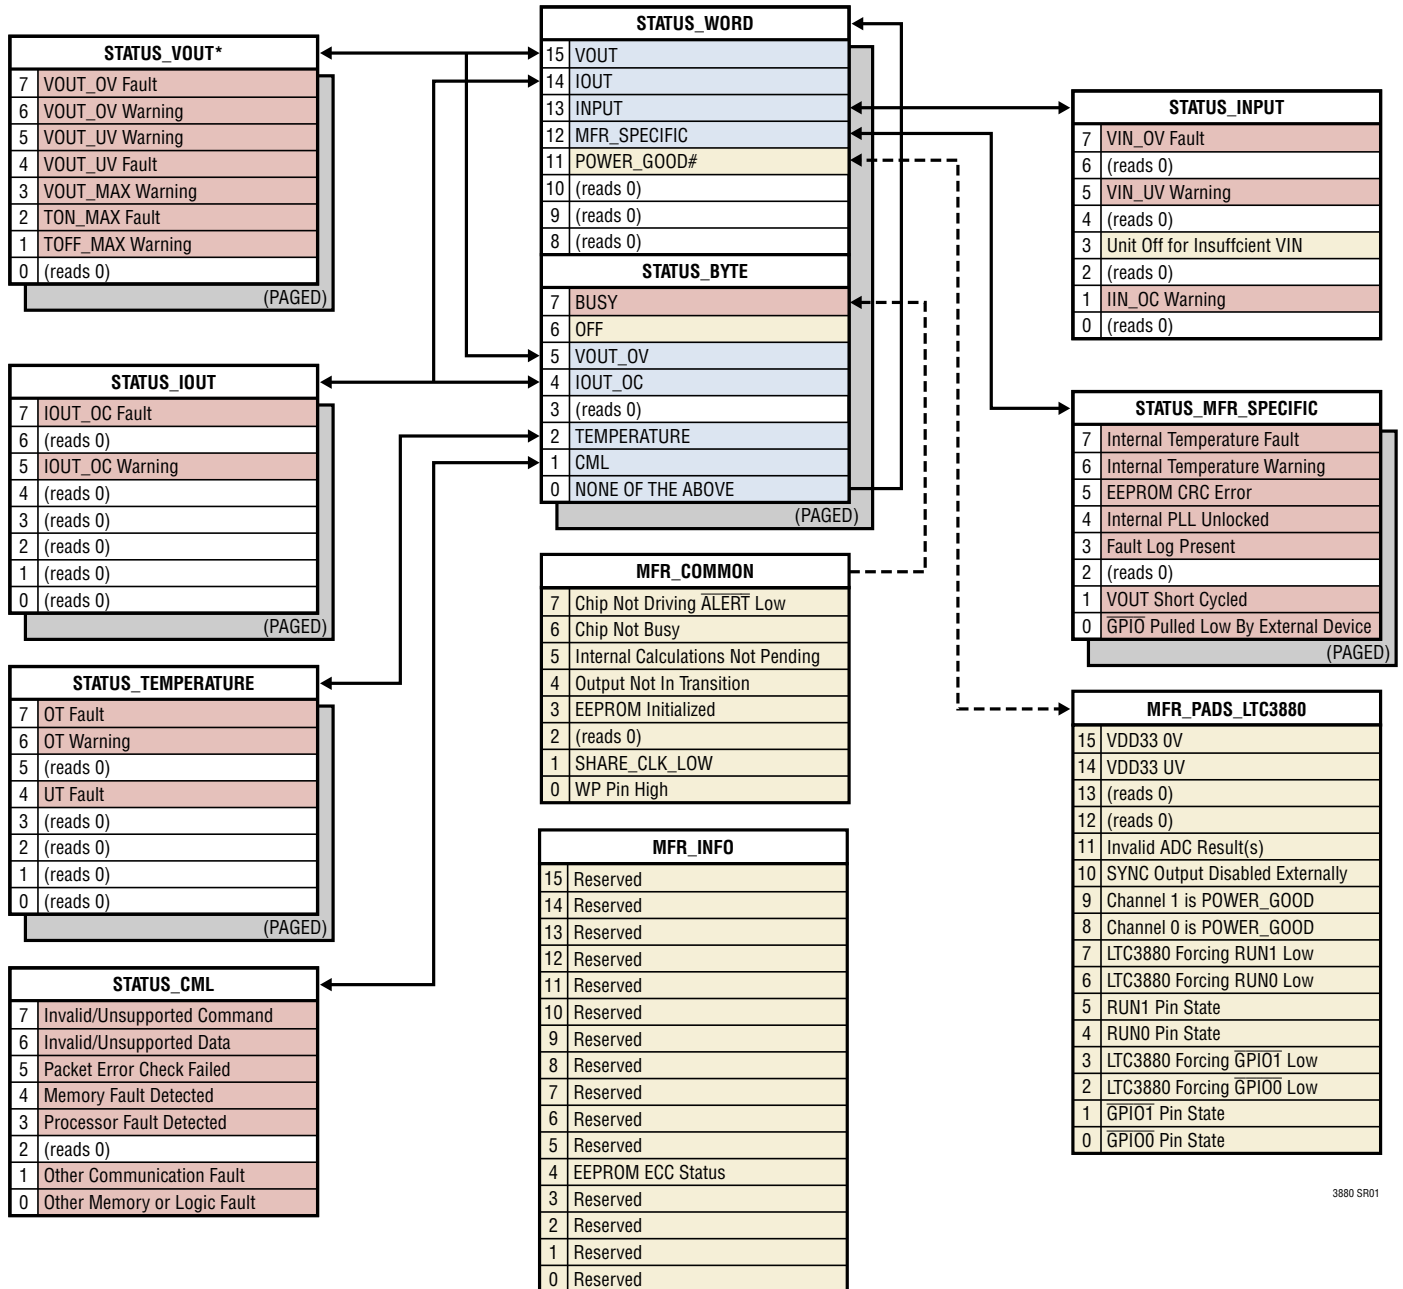 STATUS_VOUT*
7 VOUT_OV Fault
6 VOUT_OV Warning
5 VOUT_UV Warning
4 VOUT_UV Fault
3 VOUT_MAX Warning
2 TON_MAX Fault
1 TOFF_MAX Warning
0 (reads 0)
(PAGED)
STATUS_IOUT
7 IOUT_OC Fault
6 (reads 0)
5 IOUT_OC Warning
4 (reads 0)
3 (reads 0)
2 (reads 0)
1 (reads 0)
0 (reads 0)
(PAGED)
STATUS_TEMPERATURE
7 OT Fault
6 OT Warning
5 (reads 0)
4 UT Fault
3 (reads 0)
2 (reads 0)
1 (reads 0)
0 (reads 0)
(PAGED)
STATUS_CML
7 Invalid/Unsupported Command
6 Invalid/Unsupported Data
5 Packet Error Check Failed
4 Memory Fault Detected
3 Processor Fault Detected
2 (reads 0)
1 Other Communication Fault
0 Other Memory or Logic Fault
STATUS_WORD
15 VOUT
14 IOUT
13 INPUT
12 MFR_SPECIFIC
11 POWER_GOOD#
10 (reads 0)
9 (reads 0)
8 (reads 0)
STATUS_BYTE
7 BUSY
6 OFF
5 VOUT_OV
4 IOUT_OC
3 (reads 0)
2 TEMPERATURE
1 CML
0 NONE OF THE ABOVE
(PAGED)
MFR_COMMON
7 Chip Not Driving A̅L̅E̅R̅T̅ Low
6 Chip Not Busy
5 Internal Calculations Not Pending
4 Output Not In Transition
3 EEPROM Initialized
2 (reads 0)
1 SHARE_CLK_LOW
0 WP Pin High
MFR_INFO
15 Reserved
14 Reserved
13 Reserved
12 Reserved
11 Reserved
10 Reserved
9 Reserved
8 Reserved
7 Reserved
6 Reserved
5 Reserved
4 EEPROM ECC Status
3 Reserved
2 Reserved
1 Reserved
0 Reserved
STATUS_INPUT
7 VIN_OV Fault
6 (reads 0)
5 VIN_UV Warning
4 (reads 0)
3 Unit Off for Insuffcient VIN
2 (reads 0)
1 IIN_OC Warning
0 (reads 0)
STATUS_MFR_SPECIFIC
7 Internal Temperature Fault
6 Internal Temperature Warning
5 EEPROM CRC Error
4 Internal PLL Unlocked
3 Fault Log Present
2 (reads 0)
1 VOUT Short Cycled
0 G̅P̅I̅O̅ Pulled Low By External Device
(PAGED)
MFR_PADS_LTC3880
15 VDD33 OV
14 VDD33 UV
13 (reads 0)
12 (reads 0)
11 Invalid ADC Result(s)
10 SYNC Output Disabled Externally
9 Channel 1 is POWER_GOOD
8 Channel 0 is POWER_GOOD
7 LTC3880 Forcing RUN1 Low
6 LTC3880 Forcing RUN0 Low
5 RUN1 Pin State
4 RUN0 Pin State
3 LTC3880 Forcing G̅P̅I̅O̅1̅ Low
2 LTC3880 Forcing G̅P̅I̅O̅0̅ Low
1 G̅P̅I̅O̅1̅ Pin State
0 G̅P̅I̅O̅0̅ Pin State
3880 SR01